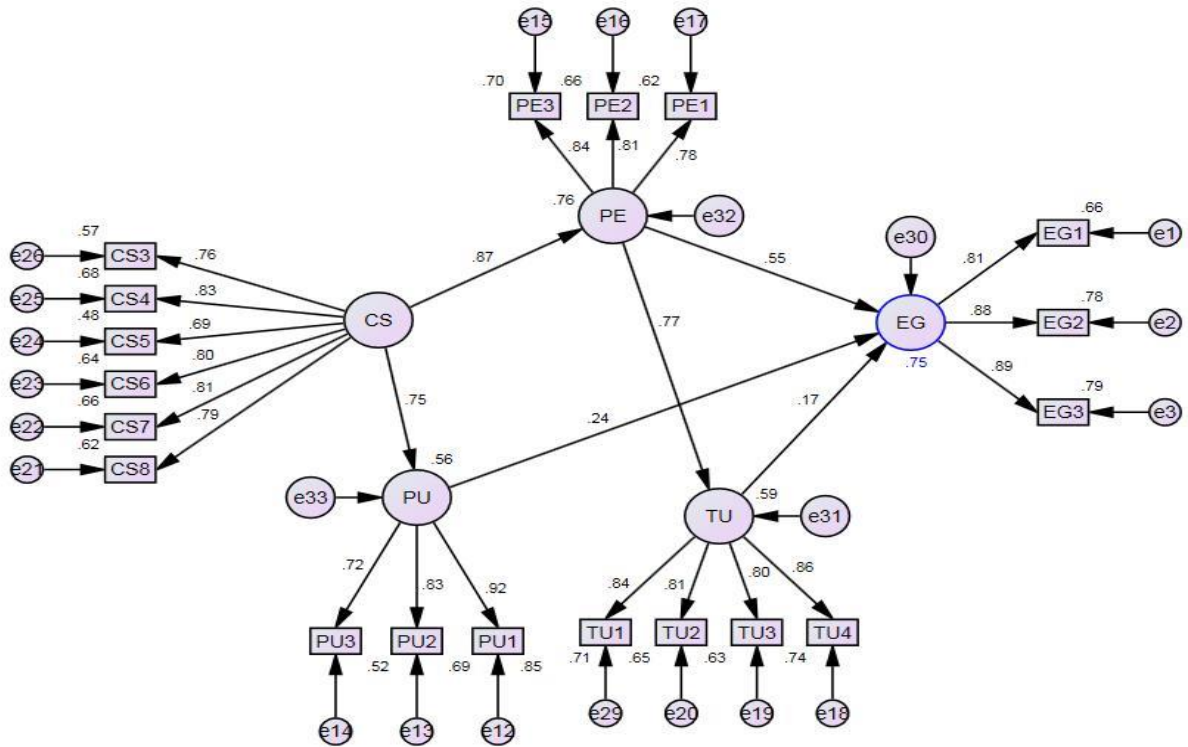 e15 e16 e17
.70 .66 .62
PE3 PE2 PE1
.84 .81 .78
.76 PE e32
e26 .57 CS3 .76
e25 .68 CS4 .83
e24 .48 CS5 .69
e23 .64 CS6 .80
e22 .66 CS7 .81
e21 .62 CS8 .79
CS
.87
.75
.55
.77
.24
.17
e30
EG
.75
.81 EG1 .66 e1
.88 EG2 .78 e2
.89 EG3 .79 e3
e33 PU .56
.72 .83 .92
PU3 PU2 PU1
.52 .69 .85
e14 e13 e12
TU .59 e31
.84 .81 .80 .86
TU1 TU2 TU3 TU4
.71 .65 .63 .74
e29 e20 e19 e18